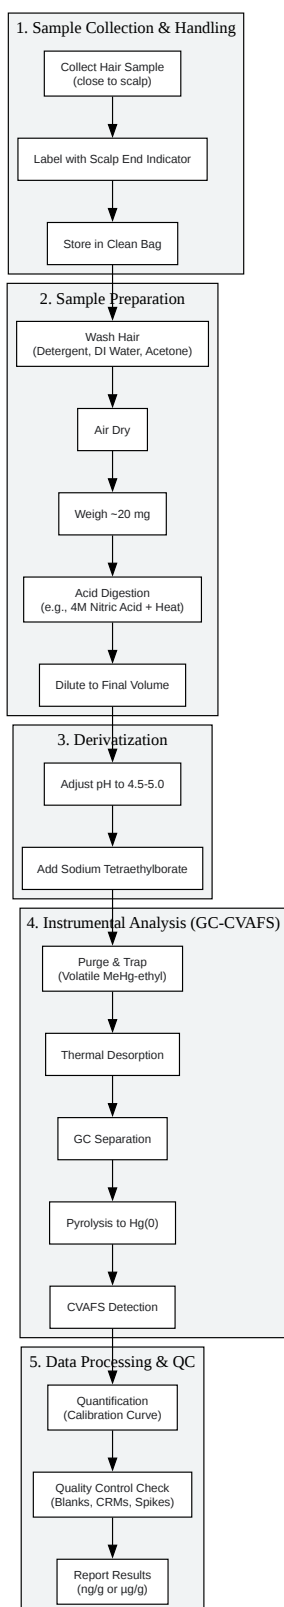 1. Sample Collection & Handling
Collect Hair Sample
(close to scalp)
Label with Scalp End Indicator
Store in Clean Bag
2. Sample Preparation
Wash Hair
(Detergent, DI Water, Acetone)
Air Dry
Weigh ~20 mg
Acid Digestion
(e.g., 4M Nitric Acid + Heat)
Dilute to Final Volume
3. Derivatization
Adjust pH to 4.5-5.0
Add Sodium Tetraethylborate
4. Instrumental Analysis (GC-CVAFS)
Purge & Trap
(Volatile MeHg-ethyl)
Thermal Desorption
GC Separation
Pyrolysis to Hg(0)
CVAFS Detection
5. Data Processing & QC
Quantification
(Calibration Curve)
Quality Control Check
(Blanks, CRMs, Spikes)
Report Results
(ng/g or µg/g)